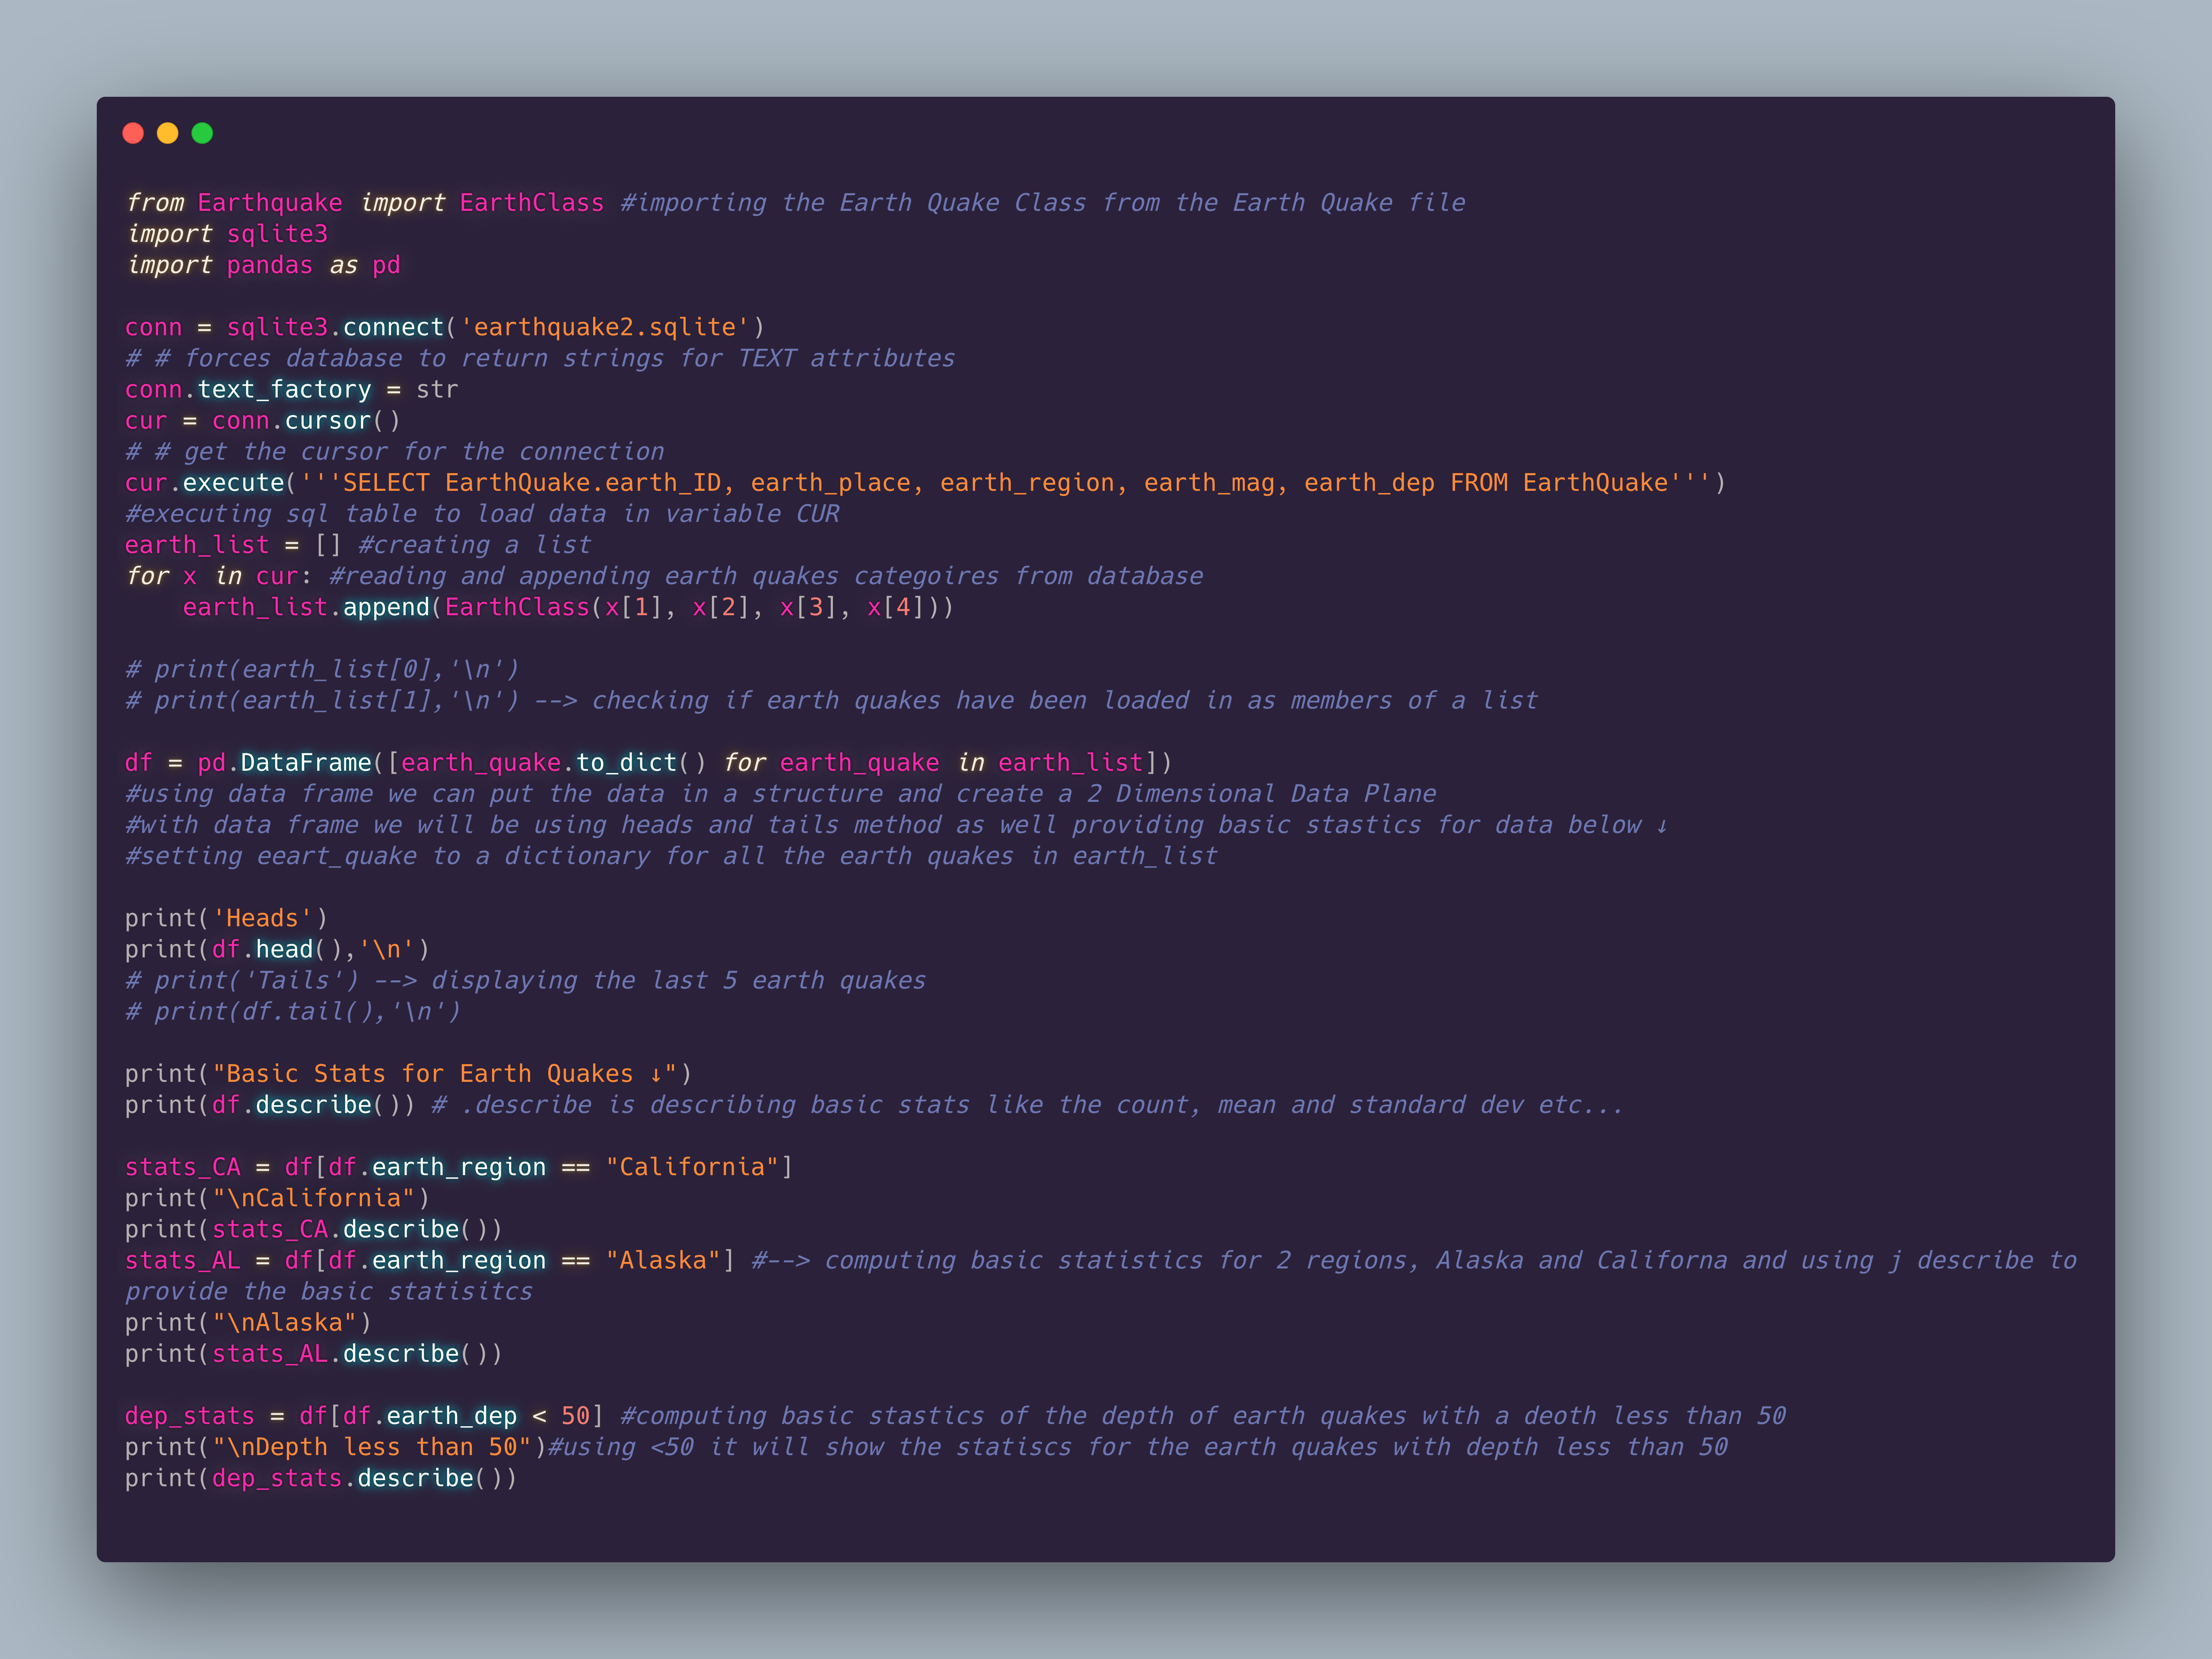 from Earthquake import EarthClass #importing the Earth Quake Class from the Earth Quake file
import sqlite3
import pandas as pd
conn = sqlite3.connect('earthquake2.sqlite')
# # forces database to return strings for TEXT attributes
conn.text_factory = str
cur = conn.cursor()
# # get the cursor for the connection
cur.execute('''SELECT EarthQuake.earth_ID, earth_place, earth_region, earth_mag, earth_dep FROM EarthQuake''')
#executing sql table to load data in variable CUR
earth_list = [] #creating a list
for x in cur: #reading and appending earth quakes categoires from database
    earth_list.append(EarthClass(x[1], x[2], x[3], x[4]))
# print(earth_list[0],'\n')
# print(earth_list[1],'\n') --> checking if earth quakes have been loaded in as members of a list
df = pd.DataFrame([earth_quake.to_dict() for earth_quake in earth_list])
#using data frame we can put the data in a structure and create a 2 Dimensional Data Plane
#with data frame we will be using heads and tails method as well providing basic stastics for data below ↓
#setting eeart_quake to a dictionary for all the earth quakes in earth_list
print('Heads')
print(df.head(),'\n')
# print('Tails') --> displaying the last 5 earth quakes
# print(df.tail(),'\n')
print("Basic Stats for Earth Quakes ↓")
print(df.describe()) # .describe is describing basic stats like the count, mean and standard dev etc...
stats_CA = df[df.earth_region == "California"]
print("\nCalifornia")
print(stats_CA.describe())
stats_AL = df[df.earth_region == "Alaska"] #--> computing basic statistics for 2 regions, Alaska and Californa and using j describe to
provide the basic statisitcs
print("\nAlaska")
print(stats_AL.describe())
dep_stats = df[df.earth_dep < 50] #computing basic stastics of the depth of earth quakes with a deoth less than 50
print("\nDepth less than 50")#using <50 it will show the statiscs for the earth quakes with depth less than 50
print(dep_stats.describe())